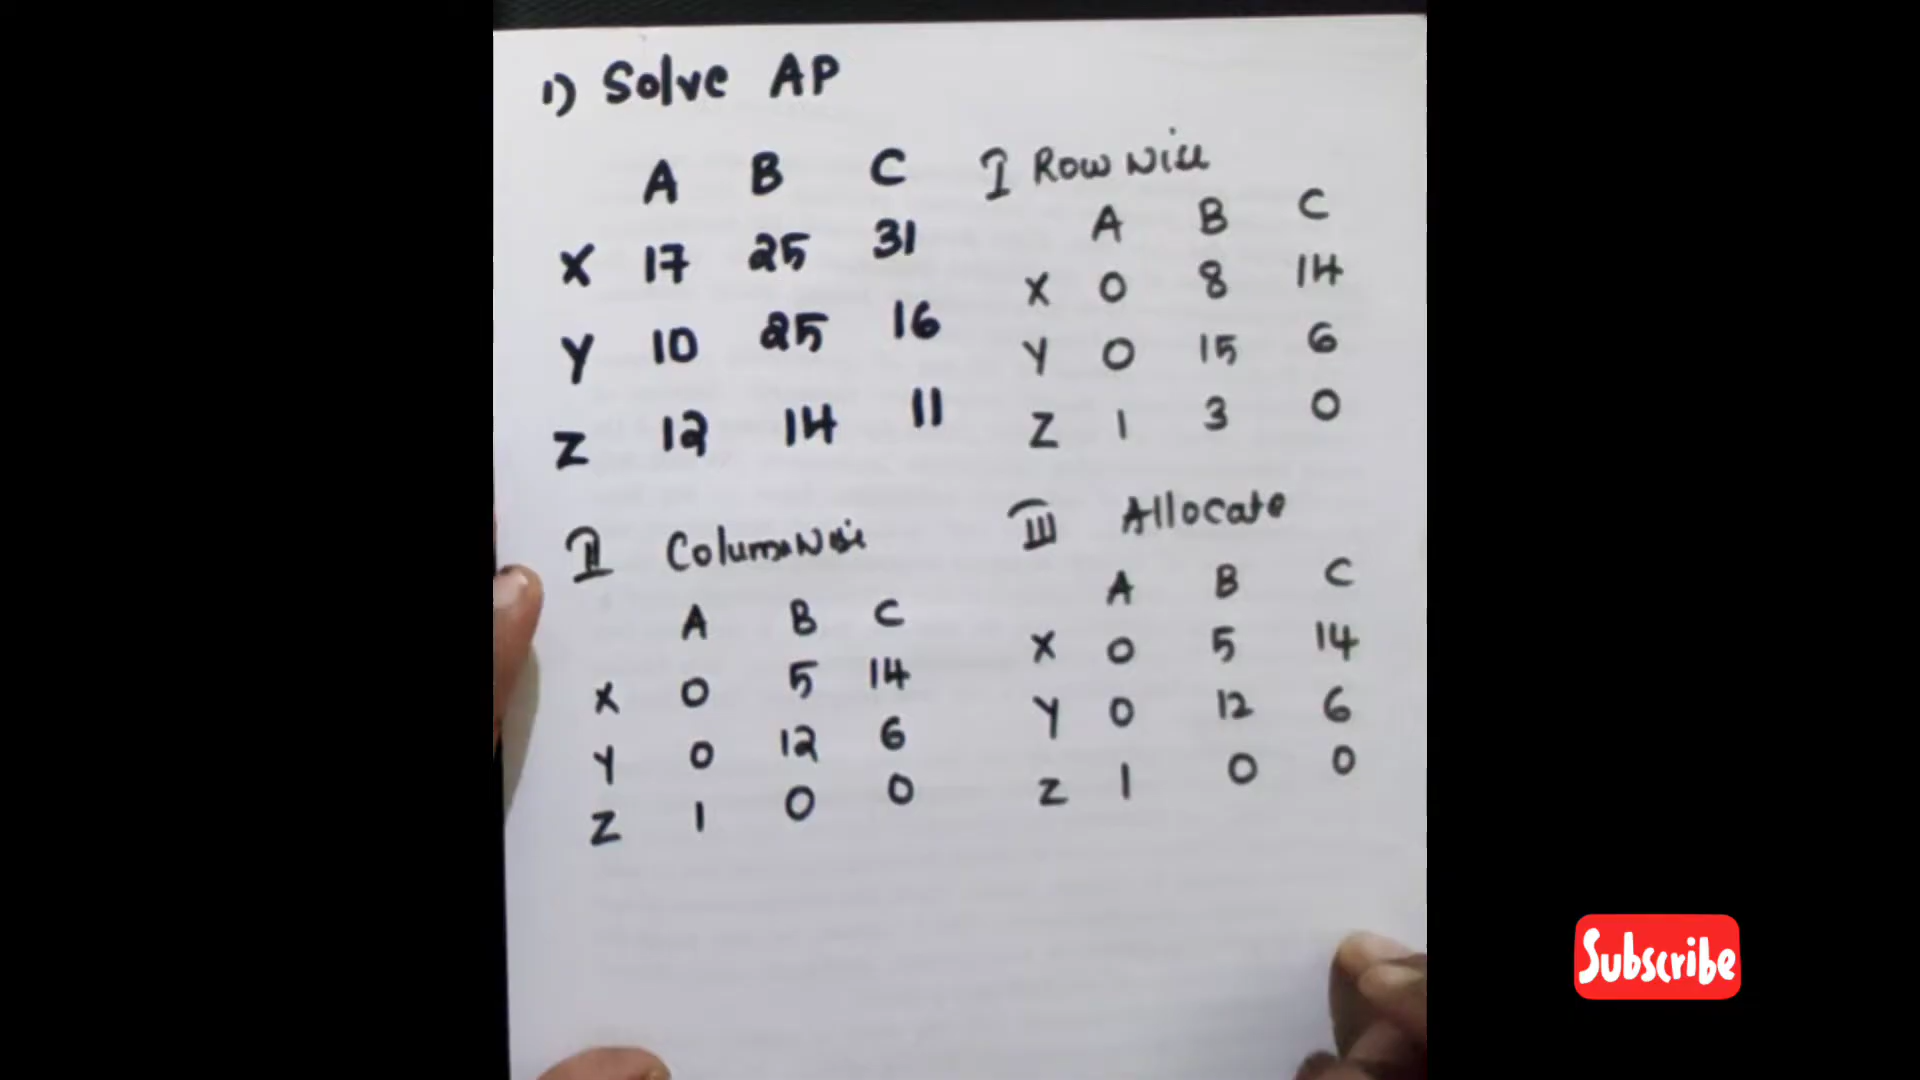 1) Solve AP
A B C
X 17 25 31
Y 10 25 16
Z 12 14 11
I Row Wise
A B C
X 0 8 14
Y 0 15 6
Z 1 3 0
II Column Wise
A B C
X 0 5 14
Y 0 12 6
Z 1 0 0
III Allocate
A B C
X 0 5 14
Y 0 12 6
Z 1 0 0
Subscribe